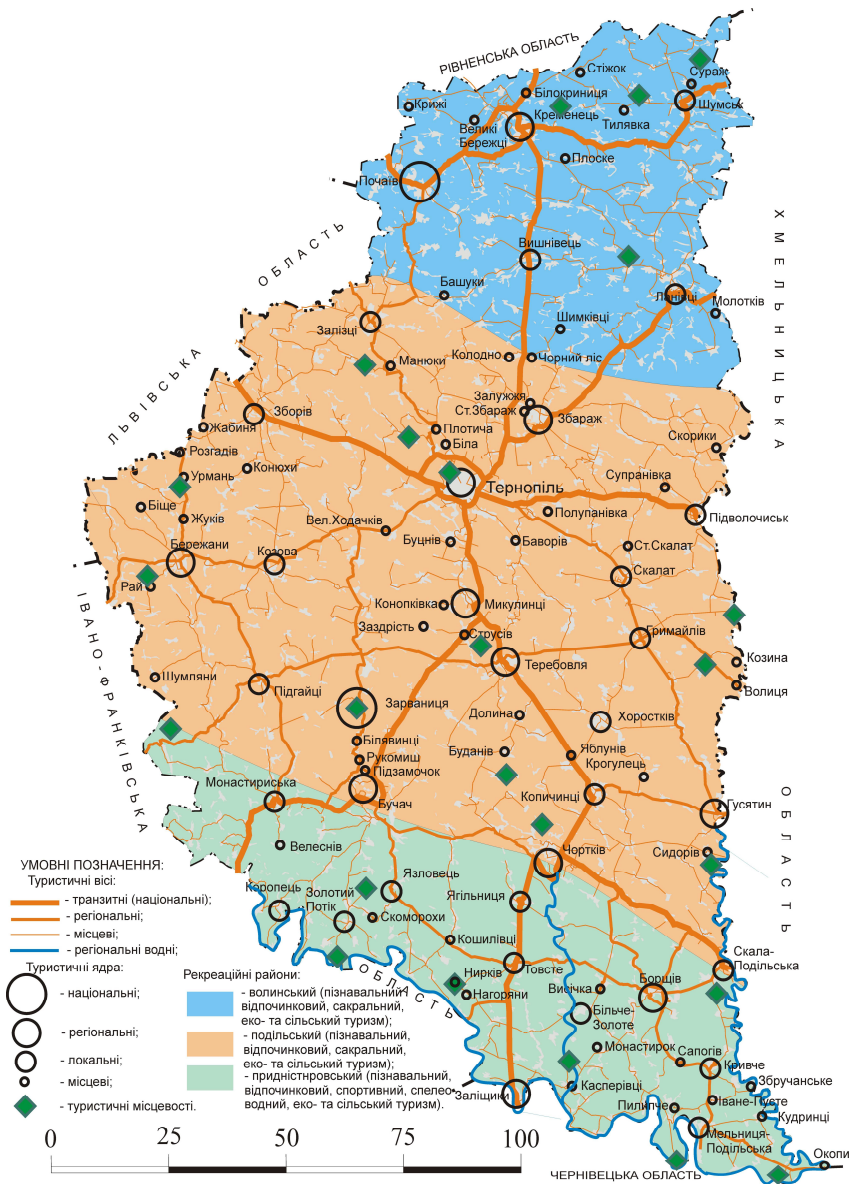 РІВНЕНСЬКА ОБЛАСТЬ
Стіжок
Сураж
Білокриниця
Крижі
Шумськ
Кременець
Тилявка
Великі
Бережці
Плоске
Почаїв
ХМЕЛЬНИЦЬКА
ОБЛАСТЬ
Вишнівець
Башуки
Ланівці
Молотків
Шимківці
Залізці
ЛЬВІВСЬКА
ОБЛАСТЬ
Манюки
Колодно
Чорний ліс
Залужжя
Ст.Збараж
Збараж
Зборів
Жабиня
Плотича
Біла
Скорики
Розгадів
Конюхи
Урмань
Тернопіль
Супранівка
Біще
Жуків
Вел.Ходачків
Полупанівка
Підволочиськ
Бережани
Козова
Буцнів
Баворів
Ст.Скалат
Скалат
Рай
Конопківка
Микулинці
Заздрість
Струсів
Гримайлів
ІВАНО-ФРАНКІВСЬКА
ОБЛАСТЬ
Теребовля
Козина
Волиця
Шумляни
Підгайці
Зарваниця
Долина
Хоростків
Білявинці
Буданів
Яблунів
Рукомиш
Підзамочок
Крогулець
Монастириська
Бучач
Копичинці
Гусятин
Велеснів
Чортків
Сидорів
Язловець
Коропець
Золотий
Потік
Скоморохи
Ягільниця
Кошилівці
Скала-
Подільська
Товсте
Нирків
Нагоряни
Висічка
Борщів
Більче-
Золоте
Монастирок
Сапогів
Кривче
Збручанське
Касперівці
Іване-Пусте
Заліщики
Пилипче
Кудринці
Мельниця-
Подільська
Окопи
ЧЕРНІВЕЦЬКА ОБЛАСТЬ
УМОВНІ ПОЗНАЧЕННЯ:
Туристичні вісі:
- транзитні (національні);
- регіональні;
- місцеві;
- регіональні водні;
Туристичні ядра:
- національні;
- регіональні;
- локальні;
- місцеві;
- туристичні місцевості.
Рекреаційні райони:
- волинський (пізнавальний,
відпочинковий, сакральний,
еко- та сільський туризм);
- подільський (пізнавальний,
відпочинковий, сакральний,
еко- та сільський туризм);
- придністровський (пізнавальний,
відпочинковий, спортивний, спелео-
водний, еко- та сільський туризм).
0 25 50 75 100